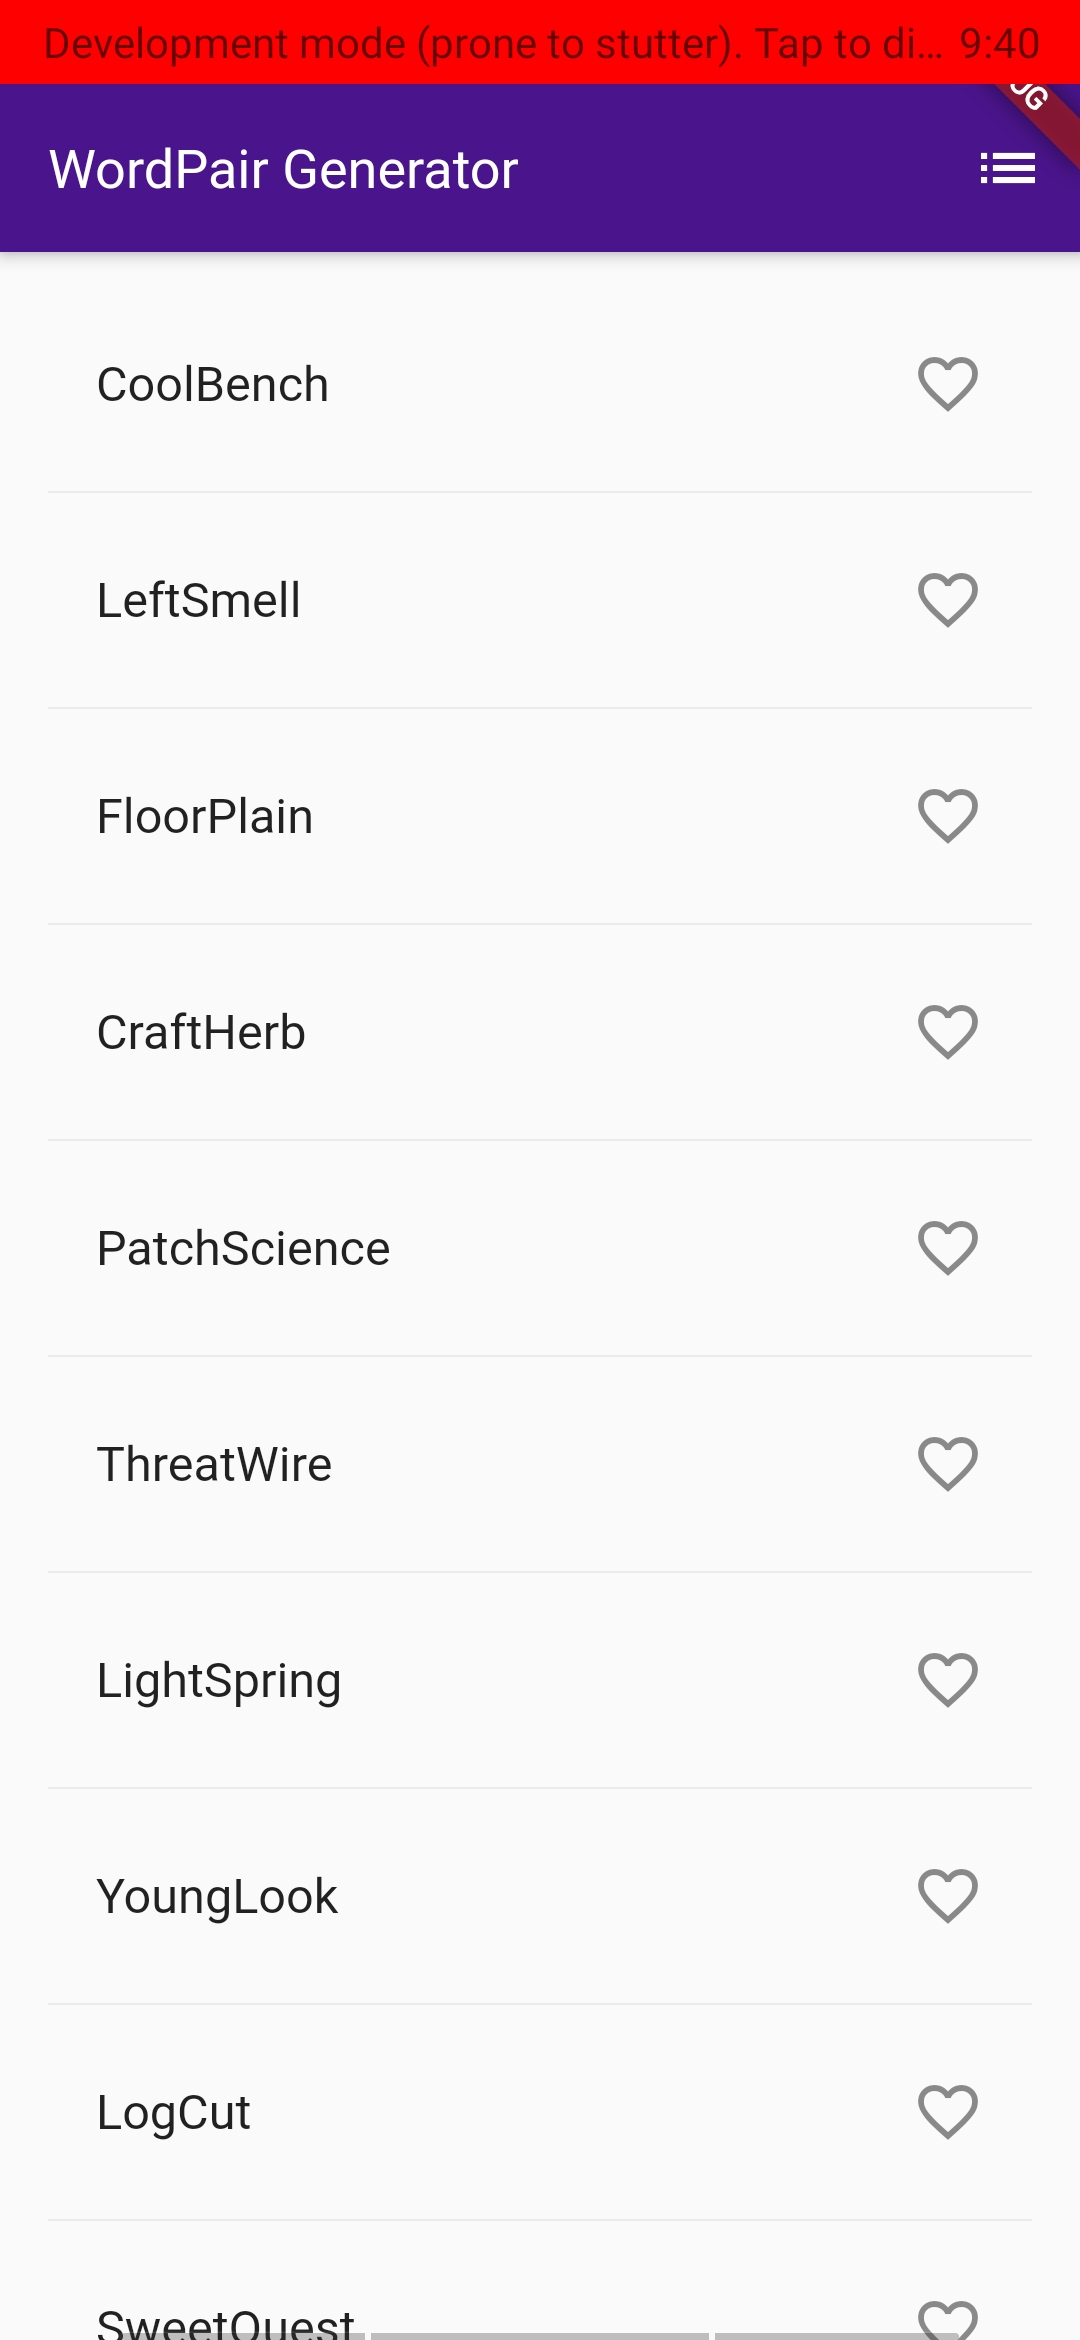 Development mode (prone to stutter). Tap to di... 9:40
UG
WordPair Generator
CoolBench
LeftSmell
FloorPlain
CraftHerb
PatchScience
ThreatWire
LightSpring
YoungLook
LogCut
SweetQuest